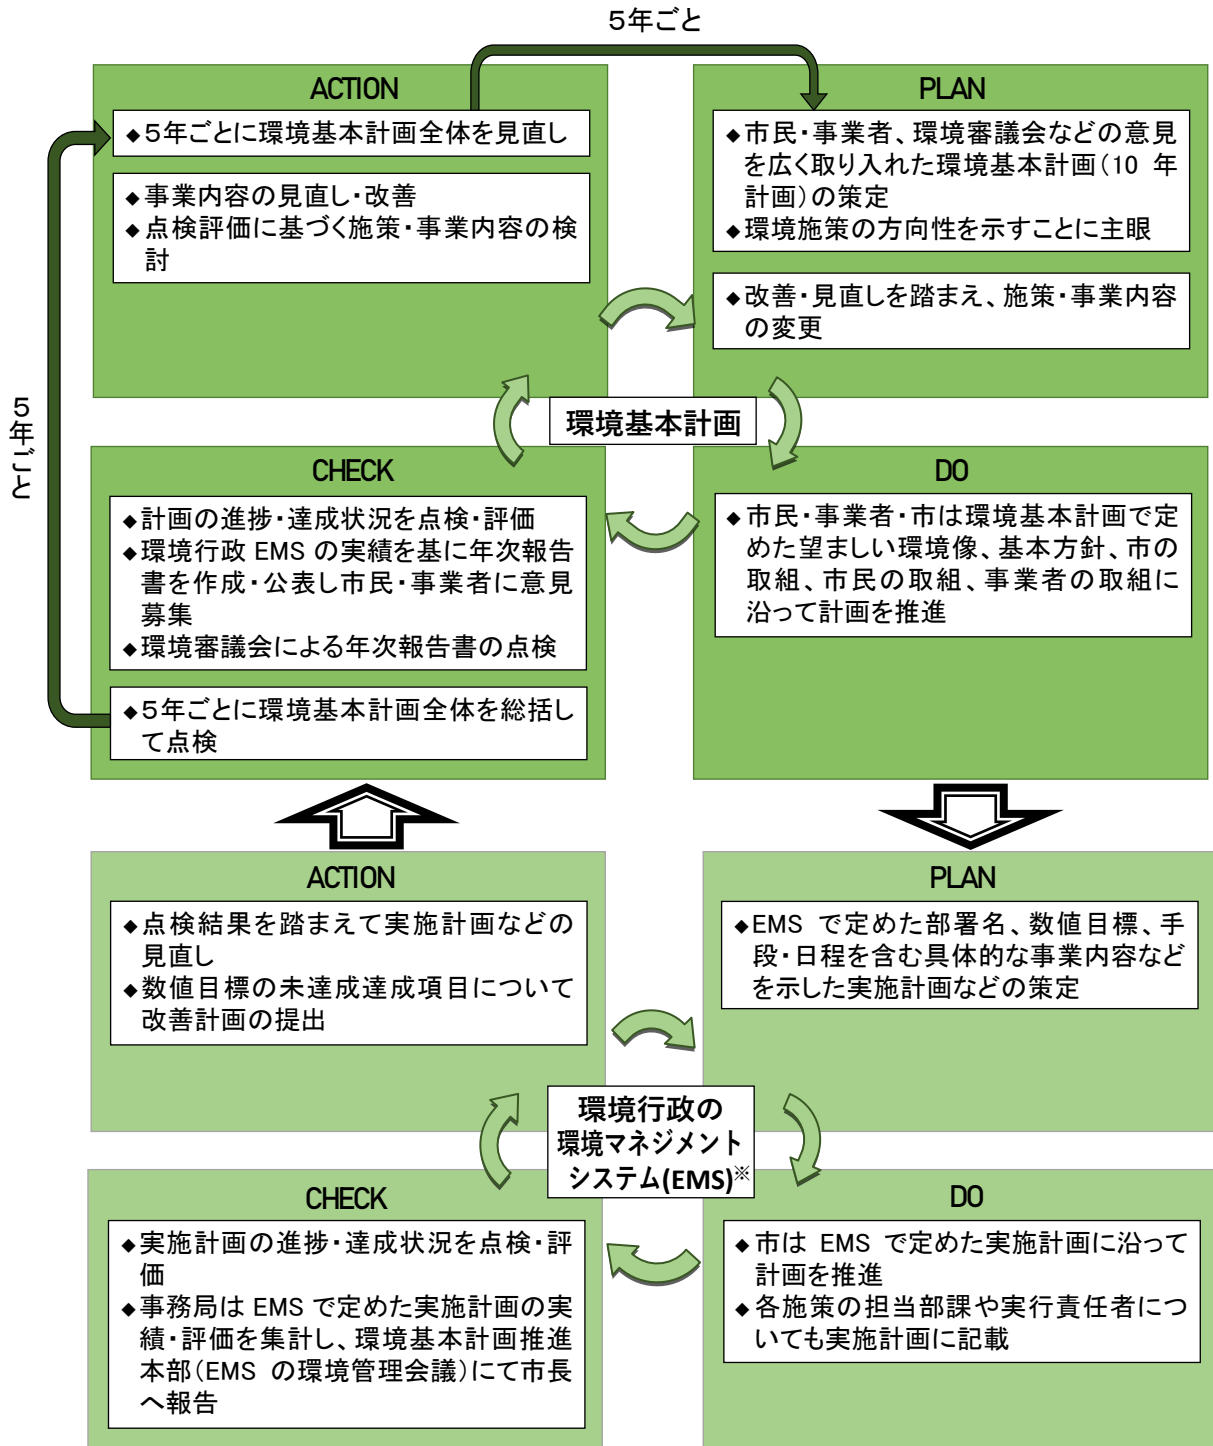 ５年ごと
ACTION
◆５年ごとに環境基本計画全体を見直し
◆事業内容の見直し・改善
◆点検評価に基づく施策・事業内容の検
討
PLAN
◆市民・事業者、環境審議会などの意見
を広く取り入れた環境基本計画（10 年
計画）の策定
◆環境施策の方向性を示すことに主眼
◆改善・見直しを踏まえ、施策・事業内容
の変更
５年ごと
環境基本計画
CHECK
◆計画の進捗・達成状況を点検・評価
◆環境行政 EMS の実績を基に年次報告
書を作成・公表し市民・事業者に意見
募集
◆環境審議会による年次報告書の点検
◆５年ごとに環境基本計画全体を総括し
て点検
DO
◆市民・事業者・市は環境基本計画で定
めた望ましい環境像、基本方針、市の
取組、市民の取組、事業者の取組に
沿って計画を推進
ACTION
◆点検結果を踏まえて実施計画などの
見直し
◆数値目標の未達成達成項目について
改善計画の提出
PLAN
◆EMS で定めた部署名、数値目標、手
段・日程を含む具体的な事業内容など
を示した実施計画などの策定
環境行政の
環境マネジメント
システム(EMS)※
CHECK
◆実施計画の進捗・達成状況を点検・評
価
◆事務局は EMS で定めた実施計画の実
績・評価を集計し、環境基本計画推進
本部（EMS の環境管理会議）にて市長
へ報告
DO
◆市は EMS で定めた実施計画に沿って
計画を推進
◆各施策の担当部課や実行責任者につ
いても実施計画に記載